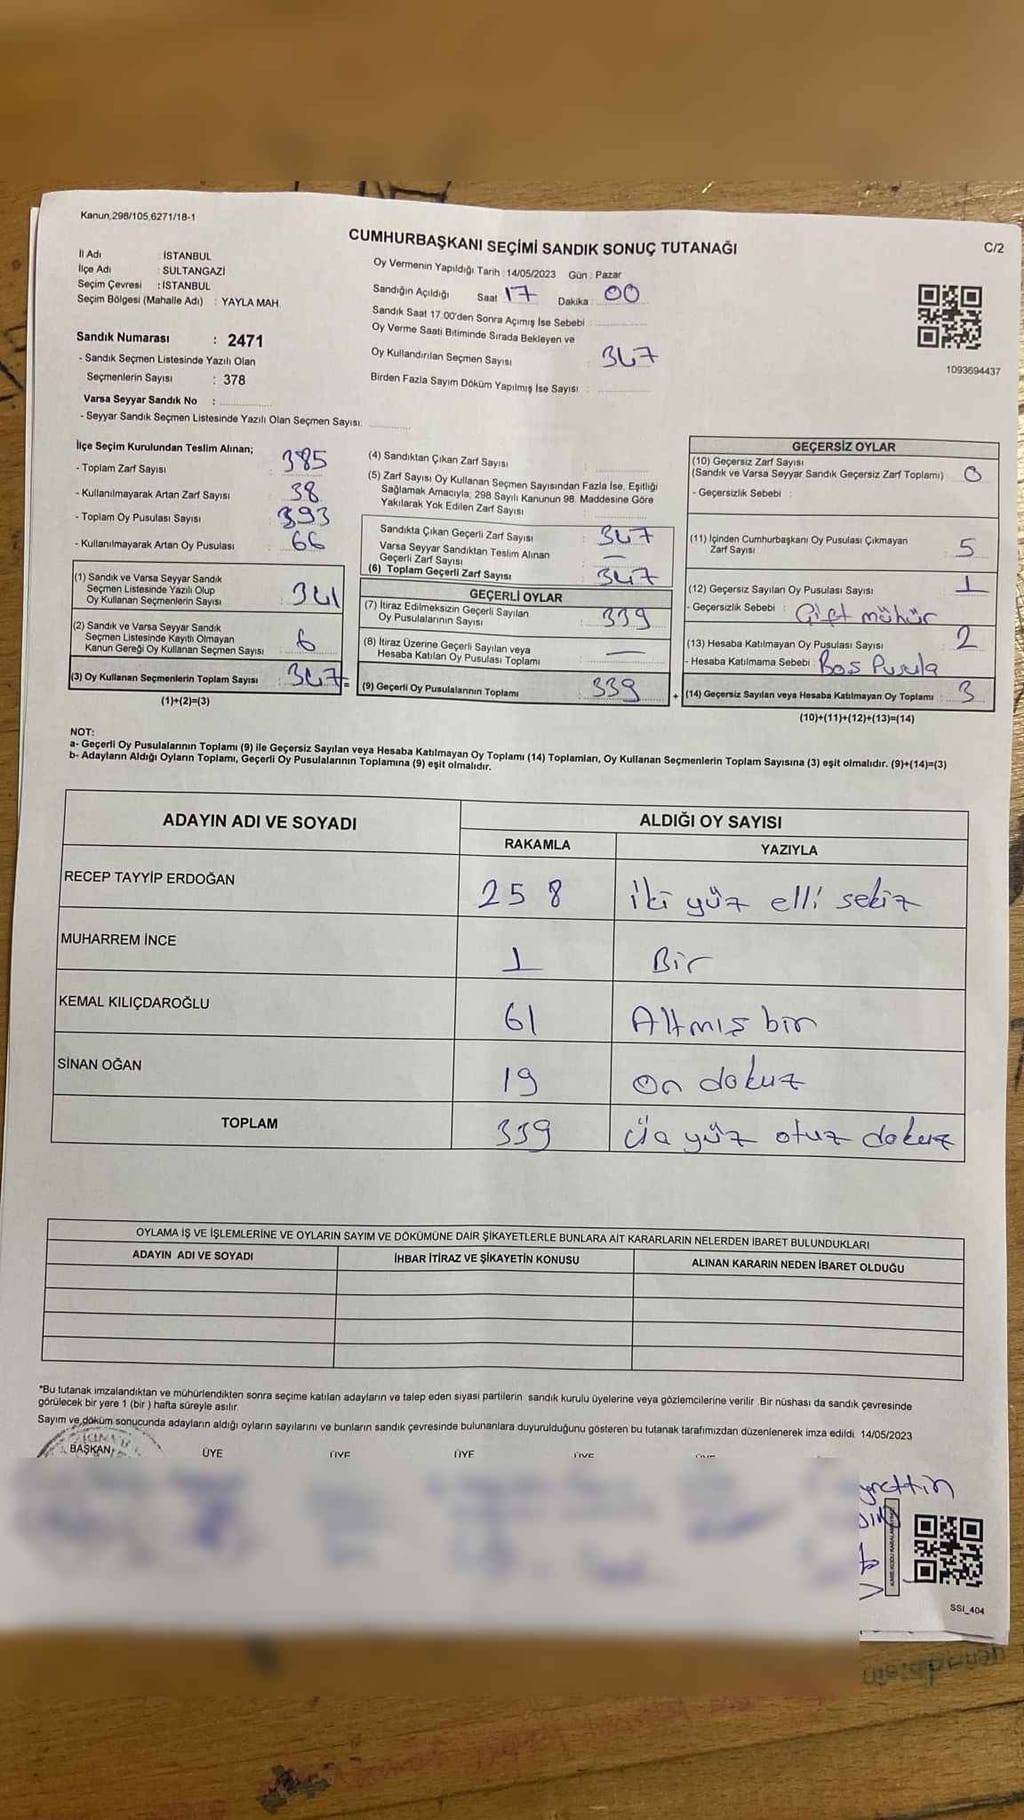 Kanun,298/105,6271/18-1
CUMHURBAŞKANI SEÇİMİ SANDIK SONUÇ TUTANAĞI
C/2
İl Adı : İSTANBUL
İlçe Adı : SULTANGAZİ
Seçim Çevresi : İSTANBUL
Seçim Bölgesi (Mahalle Adı) : YAYLA MAH.
Sandık Numarası : 2471
- Sandık Seçmen Listesinde Yazılı Olan
Seçmenlerin Sayısı : 378
Varsa Seyyar Sandık No :
- Seyyar Sandık Seçmen Listesinde Yazılı Olan Seçmen Sayısı:
Oy Vermenin Yapıldığı Tarih : 14/05/2023 Gün : Pazar
Sandığın Açıldığı Saat 17 Dakika : 00
Sandık Saat 17.00'den Sonra Açımış İse Sebebi :
Oy Verme Saati Bitiminde Sırada Bekleyen ve
Oy Kullandırılan Seçmen Sayısı : 347
Birden Fazla Sayım Döküm Yapılmış İse Sayısı :
1093694437
İlçe Seçim Kurulundan Teslim Alınan;
- Toplam Zarf Sayısı : 385
- Kullanılmayarak Artan Zarf Sayısı : 38
- Toplam Oy Pusulası Sayısı : 393
- Kullanılmayarak Artan Oy Pusulası : 66
(1) Sandık ve Varsa Seyyar Sandık
Seçmen Listesinde Yazılı Olup
Oy Kullanan Seçmenlerin Sayısı : 341
(2) Sandık ve Varsa Seyyar Sandık
Seçmen Listesinde Kayıtlı Olmayan
Kanun Gereği Oy Kullanan Seçmen Sayısı : 6
(3) Oy Kullanan Seçmenlerin Toplam Sayısı : 347 =
(1)+(2)=(3)
(4) Sandıktan Çıkan Zarf Sayısı :
(5) Zarf Sayısı Oy Kullanan Seçmen Sayısından Fazla İse, Eşitliği
Sağlamak Amacıyla, 298 Sayılı Kanunun 98. Maddesine Göre
Yakılarak Yok Edilen Zarf Sayısı :
Sandıkta Çıkan Geçerli Zarf Sayısı : 347
Varsa Seyyar Sandıktan Teslim Alınan
Geçerli Zarf Sayısı : —
(6) Toplam Geçerli Zarf Sayısı : 347
GEÇERLİ OYLAR
(7) İtiraz Edilmeksizin Geçerli Sayılan
Oy Pusulalarının Sayısı : 339
(8) İtiraz Üzerine Geçerli Sayılan veya
Hesaba Katılan Oy Pusulası Toplamı : —
(9) Geçerli Oy Pusulalarının Toplamı : 339 +
GEÇERSİZ OYLAR
(10) Geçersiz Zarf Sayısı
(Sandık ve Varsa Seyyar Sandık Geçersiz Zarf Toplamı) : 0
- Geçersizlik Sebebi :
(11) İçinden Cumhurbaşkanı Oy Pusulası Çıkmayan
Zarf Sayısı : 5
(12) Geçersiz Sayılan Oy Pusulası Sayısı : 1
- Geçersizlik Sebebi : Çift mühür
(13) Hesaba Katılmayan Oy Pusulası Sayısı : 2
- Hesaba Katılmama Sebebi : Boş Pusula
(14) Geçersiz Sayılan veya Hesaba Katılmayan Oy Toplamı : 3
(10)+(11)+(12)+(13)=(14)
NOT:
a- Geçerli Oy Pusulalarının Toplamı (9) ile Geçersiz Sayılan veya Hesaba Katılmayan Oy Toplamı (14) Toplamları, Oy Kullanan Seçmenlerin Toplam Sayısına (3) eşit olmalıdır. (9)+(14)=(3)
b- Adayların Aldığı Oyların Toplamı, Geçerli Oy Pusulalarının Toplamına (9) eşit olmalıdır.
ADAYIN ADI VE SOYADI ALDIĞI OY SAYISI
RAKAMLA YAZIYLA
RECEP TAYYİP ERDOĞAN 258 iki yüz elli sekiz
MUHARREM İNCE 1 Bir
KEMAL KILIÇDAROĞLU 61 Altmış bir
SİNAN OĞAN 19 on dokuz
TOPLAM 339 üç yüz otuz dokuz
OYLAMA İŞ VE İŞLEMLERİNE VE OYLARIN SAYIM VE DÖKÜMÜNE DAİR ŞİKAYETLERLE BUNLARA AİT KARARLARIN NELERDEN İBARET BULUNDUKLARI
ADAYIN ADI VE SOYADI İHBAR İTİRAZ VE ŞİKAYETİN KONUSU ALINAN KARARIN NEDEN İBARET OLDUĞU
*Bu tutanak imzalandıktan ve mühürlendikten sonra seçime katılan adayların ve talep eden siyasi partilerin sandık kurulu üyelerine veya gözlemcilerine verilir. Bir nüshası da sandık çevresinde
görülecek bir yere 1 (bir ) hafta süreyle asılır.
Sayım ve döküm sonucunda adayların aldığı oyların sayılarını ve bunların sandık çevresinde bulunanlara duyurulduğunu gösteren bu tutanak tarafımızdan düzenlenerek imza edildi. 14/05/2023
BAŞKAN ÜYE ÜYE ÜYE ÜYE
SSI_404